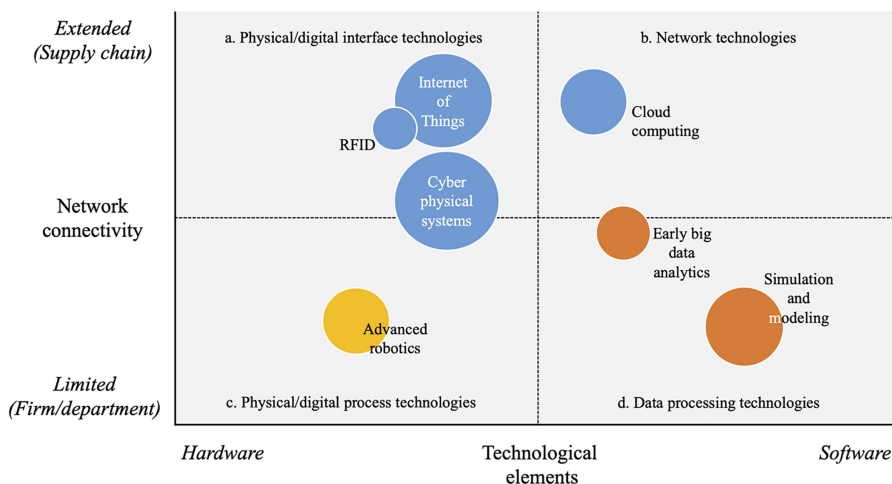 Extended
(Supply chain)
a. Physical/digital interface technologies
b. Network technologies
Internet
of
Things
RFID
Cloud
computing
Cyber
physical
systems
Network
connectivity
Early big
data
analytics
Simulation and
modeling
Advanced
robotics
Limited
(Firm/department)
c. Physical/digital process technologies
d. Data processing technologies
Hardware
Technological
elements
Software